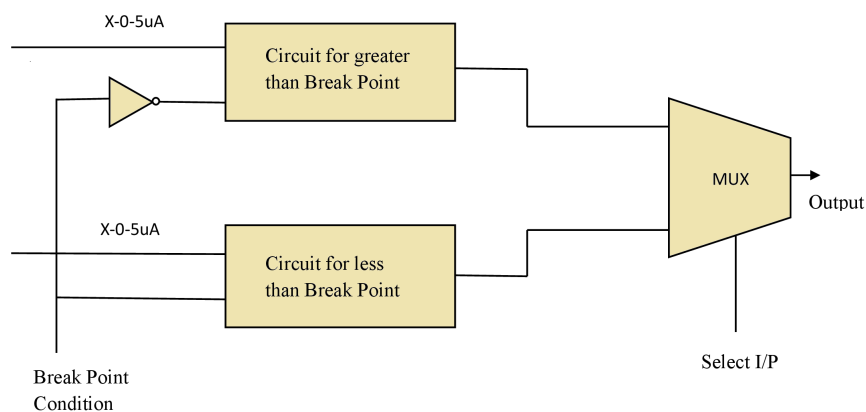 X-0-5uA
Circuit for greater
than Break Point
MUX
Output
X-0-5uA
Circuit for less
than Break Point
Select I/P
Break Point
Condition